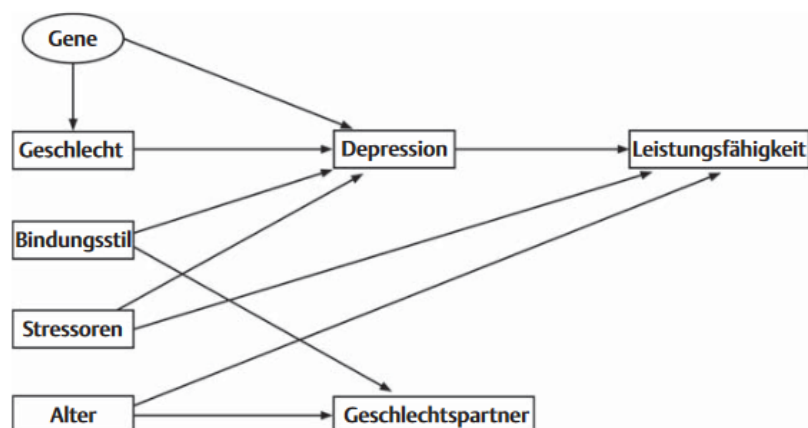 Gene
Geschlecht
Depression
Leistungsfähigkeit
Bindungsstil
Stressoren
Alter
Geschlechtspartner